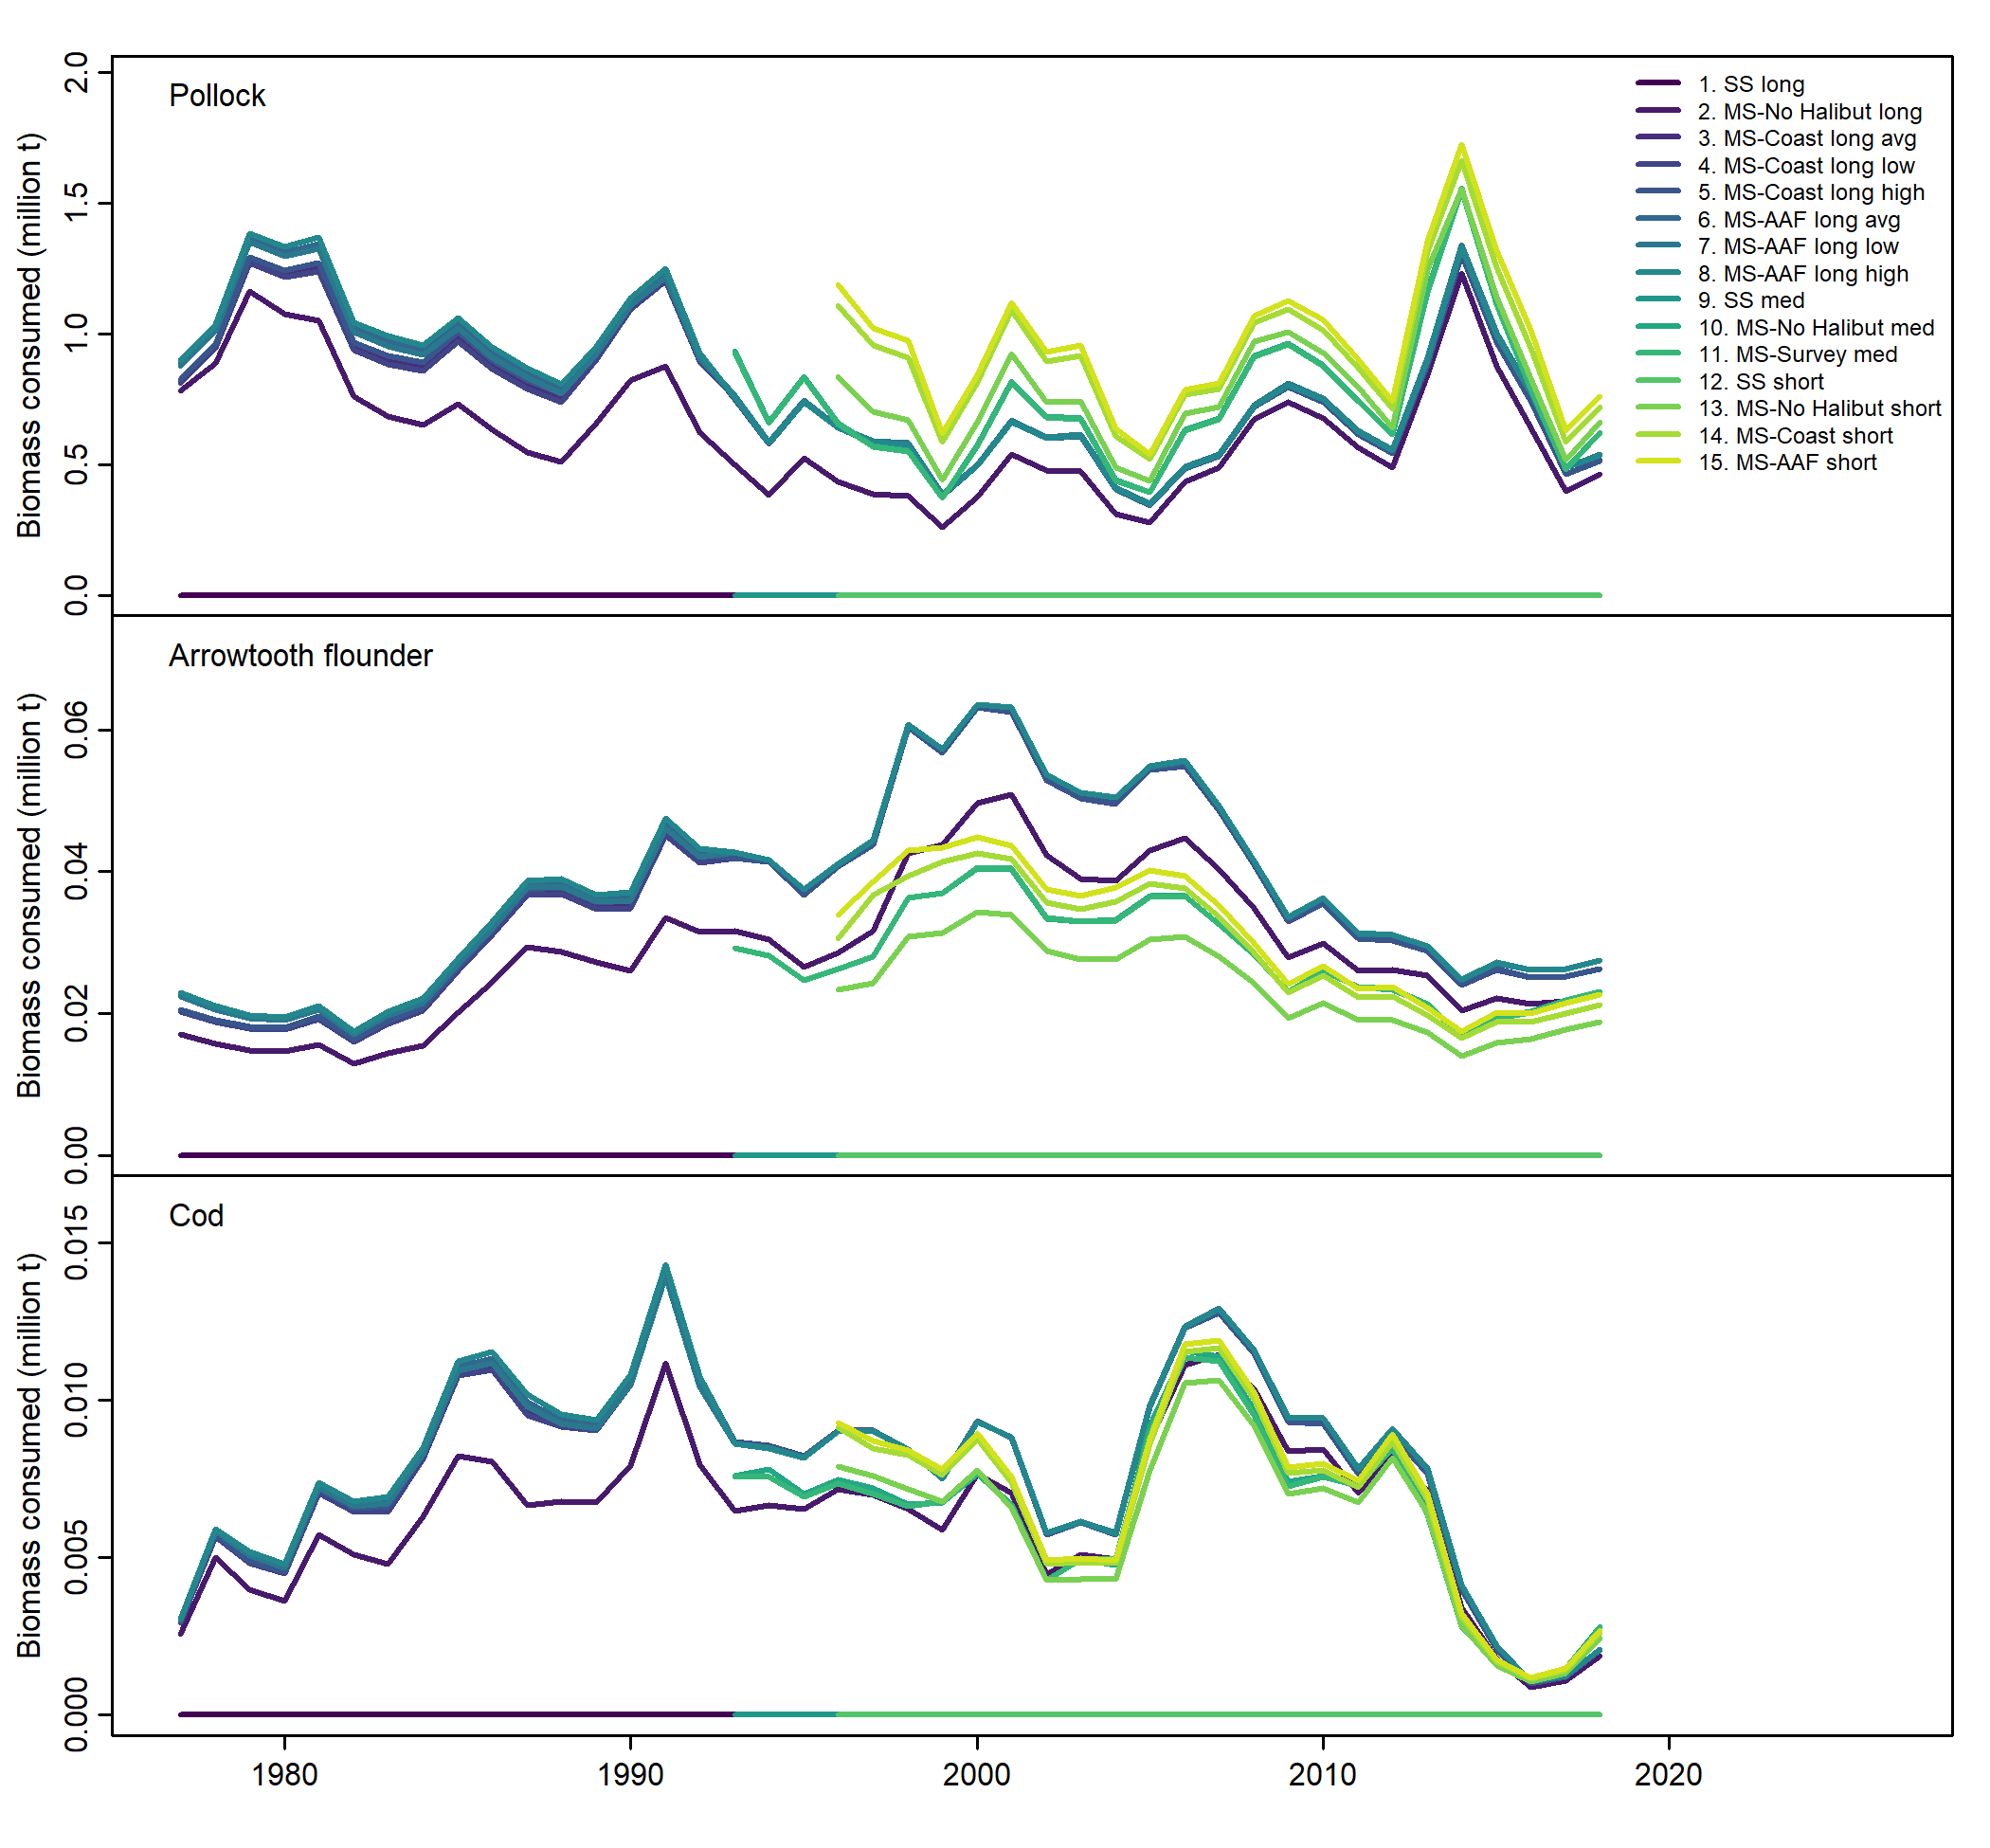 Pollock
Biomass consumed (million t)
2.0
1.5
1.0
0.5
0.0
1. SS long
2. MS-No Halibut long
3. MS-Coast long avg
4. MS-Coast long low
5. MS-Coast long high
6. MS-AAF long avg
7. MS-AAF long low
8. MS-AAF long high
9. SS med
10. MS-No Halibut med
11. MS-Survey med
12. SS short
13. MS-No Halibut short
14. MS-Coast short
15. MS-AAF short
Arrowtooth flounder
Biomass consumed (million t)
0.06
0.04
0.02
0.00
Cod
Biomass consumed (million t)
0.015
0.010
0.005
0.000
1980 1990 2000 2010 2020